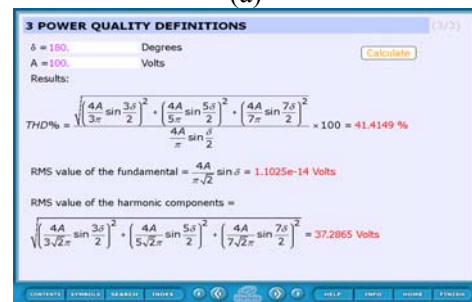 (a)
3 POWER QUALITY DEFINITIONS (3/3)
δ =180. Degrees
A =100. Volts
Calculate
Results:
THD% = √((4A/3π sin 3δ/2)² + (4A/5π sin 5δ/2)² + (4A/7π sin 7δ/2)²) / (4A/π sin δ/2) × 100 = 41.4149 %
RMS value of the fundamental = 4A/π√2 sin δ = 1.1025e-14 Volts
RMS value of the harmonic components =
√((4A/3√2π sin 3δ/2)² + (4A/5√2π sin 5δ/2)² + (4A/7√2π sin 7δ/2)²) = 37.2865 Volts
CONTENTS SYMBOLS SEARCH INDEX HELP INFO HOME FINISH